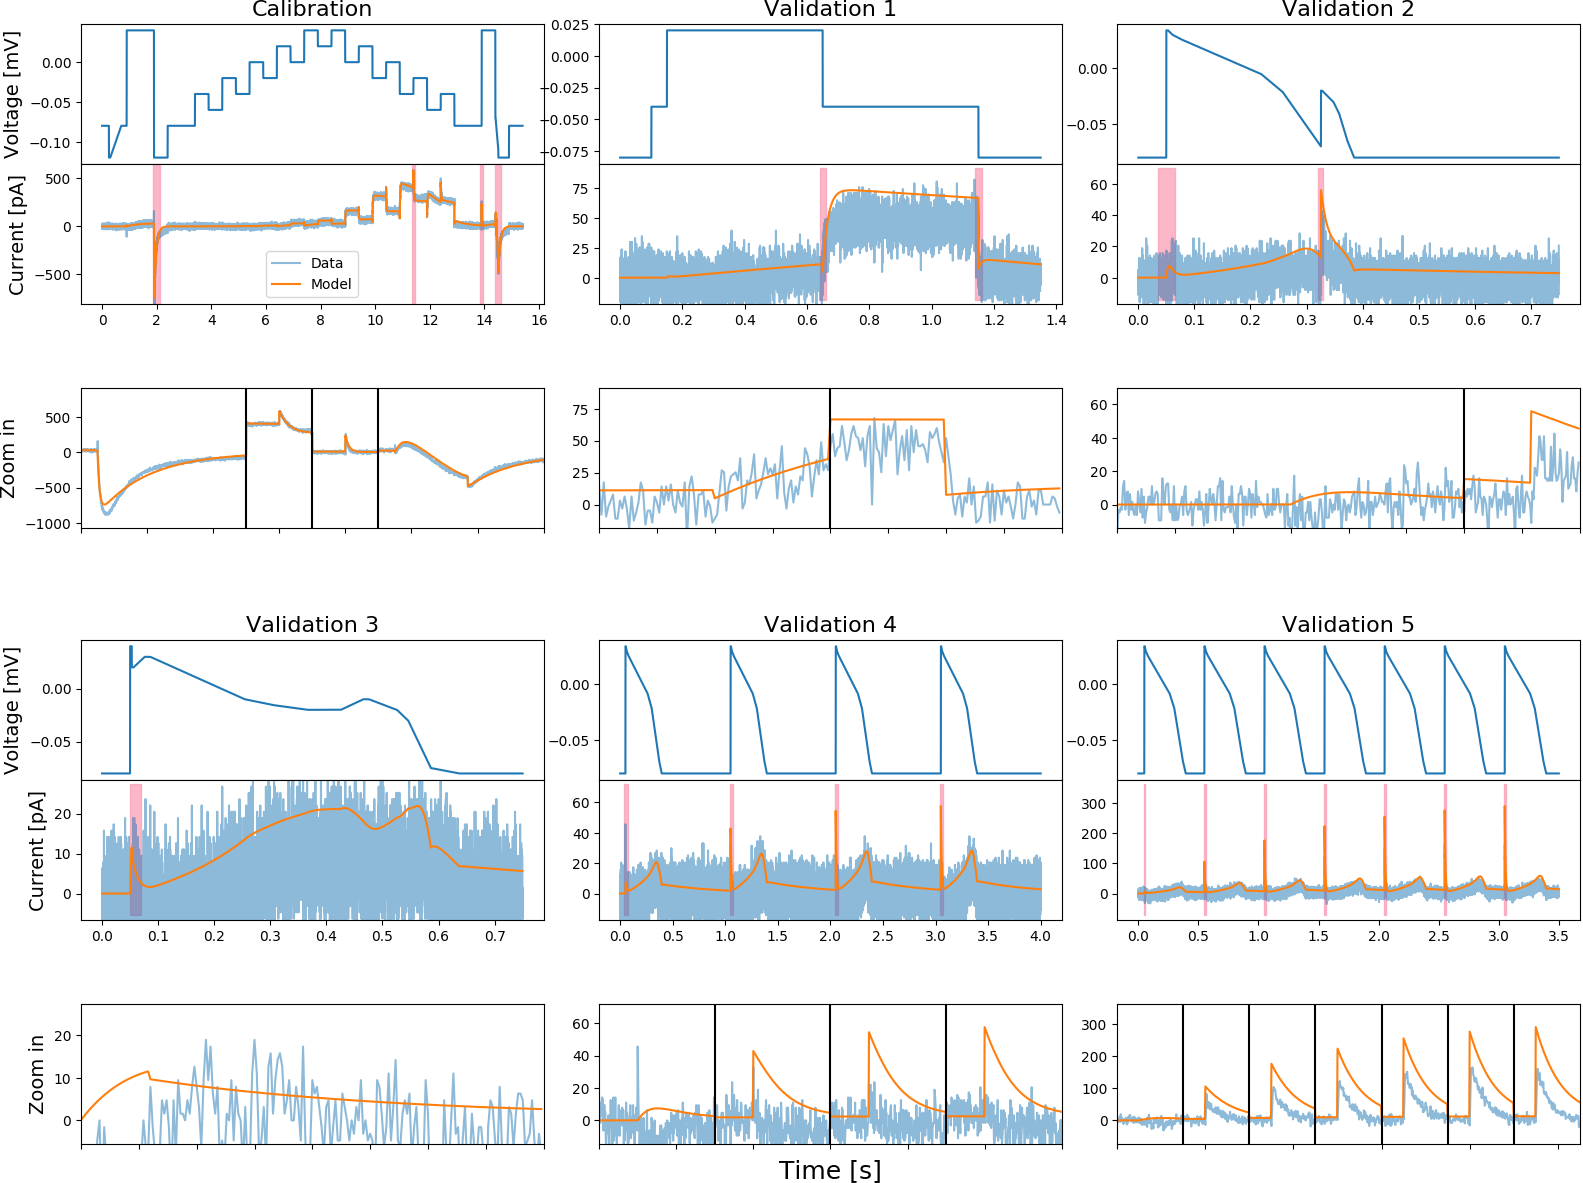 Calibration
Validation 1
Validation 2
Voltage [mV]
0.00
−0.05
−0.10
0.025
0.000
−0.025
−0.050
−0.075
0.00
−0.05
Current [pA]
500
0
−500
Data
Model
75
50
25
0
60
40
20
0
0 2 4 6 8 10 12 14 16
0.0 0.2 0.4 0.6 0.8 1.0 1.2 1.4
0.0 0.1 0.2 0.3 0.4 0.5 0.6 0.7
Zoom in
500
0
−500
−1000
75
50
25
0
60
40
20
0
Validation 3
Validation 4
Validation 5
Voltage [mV]
0.00
−0.05
0.00
−0.05
0.00
−0.05
Current [pA]
20
10
0
60
40
20
0
300
200
100
0
0.0 0.1 0.2 0.3 0.4 0.5 0.6 0.7
0.0 0.5 1.0 1.5 2.0 2.5 3.0 3.5 4.0
0.0 0.5 1.0 1.5 2.0 2.5 3.0 3.5
Zoom in
20
10
0
60
40
20
0
300
200
100
0
Time [s]